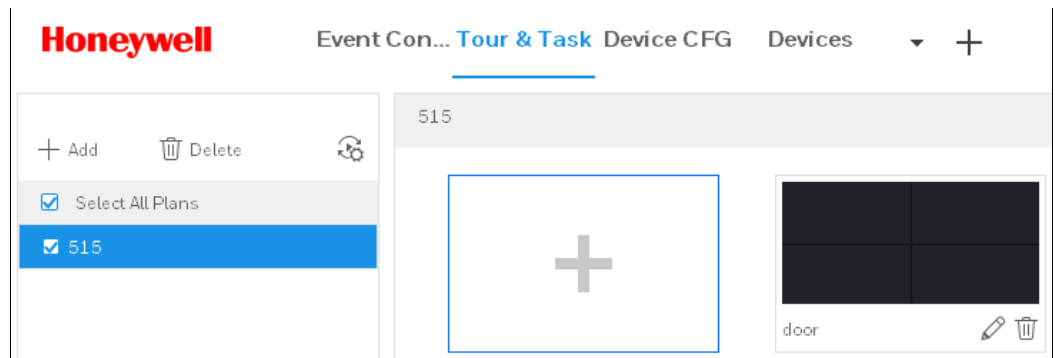 Honeywell Event Con... Tour & Task Device CFG Devices
515
Add Delete
Select All Plans
515
door